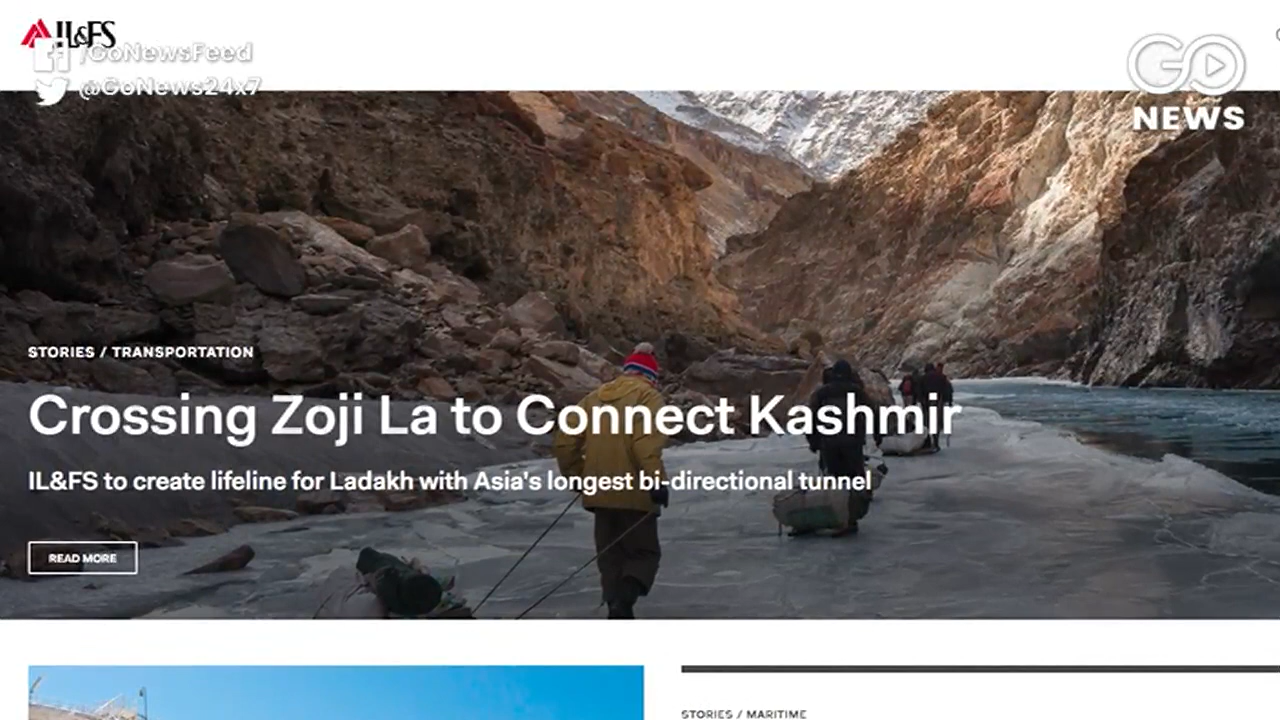 IL&FS
/GoNewsFeed
@GoNews24x7
GO
NEWS
STORIES / TRANSPORTATION
Crossing Zoji La to Connect Kashmir
IL&FS to create lifeline for Ladakh with Asia's longest bi-directional tunnel
READ MORE
STORIES / MARITIME